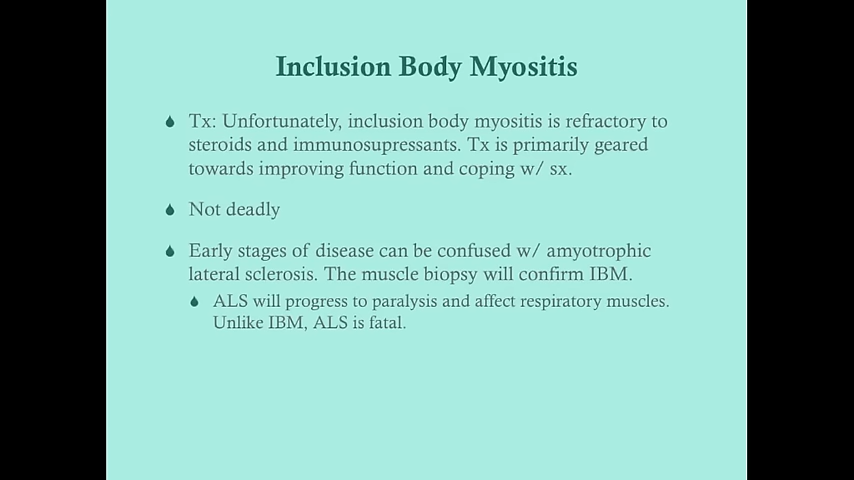 Inclusion Body Myositis
Tx: Unfortunately, inclusion body myositis is refractory to
steroids and immunosupressants. Tx is primarily geared
towards improving function and coping w/ sx.
Not deadly
Early stages of disease can be confused w/ amyotrophic
lateral sclerosis. The muscle biopsy will confirm IBM.
ALS will progress to paralysis and affect respiratory muscles.
Unlike IBM, ALS is fatal.